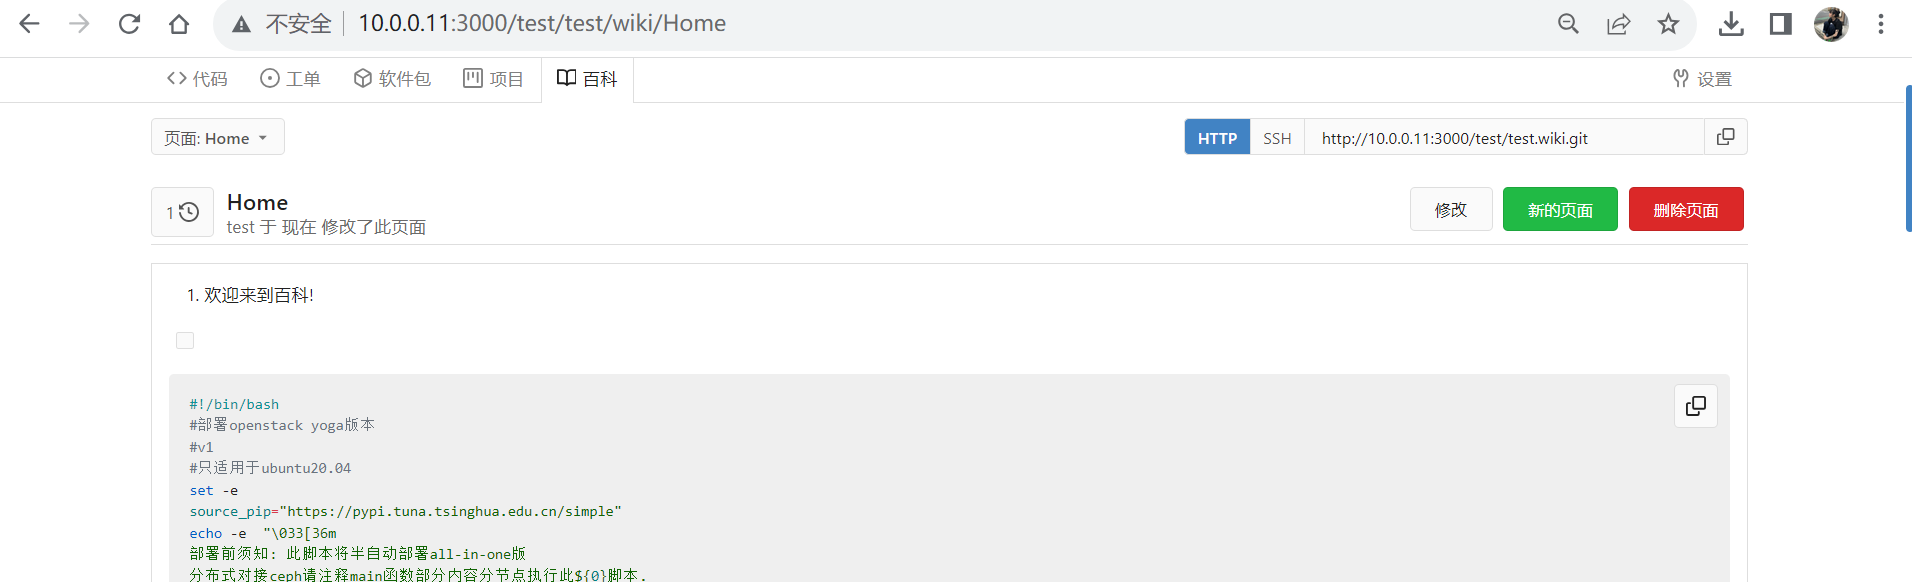 不安全 10.0.0.11:3000/test/test/wiki/Home
代码 工单 软件包 项目 百科 设置
页面: Home HTTP SSH http://10.0.0.11:3000/test/test.wiki.git
1 Home
test 于 现在 修改了此页面
修改 新的页面 删除页面
1. 欢迎来到百科!
#!/bin/bash
#部署openstack yoga版本
#v1
#只适用于ubuntu20.04
set -e
source_pip="https://pypi.tuna.tsinghua.edu.cn/simple"
echo -e  "\033[36m
部署前须知: 此脚本将半自动部署all-in-one版
分布式对接ceph请注释main函数部分内容分节点执行此${0}脚本.